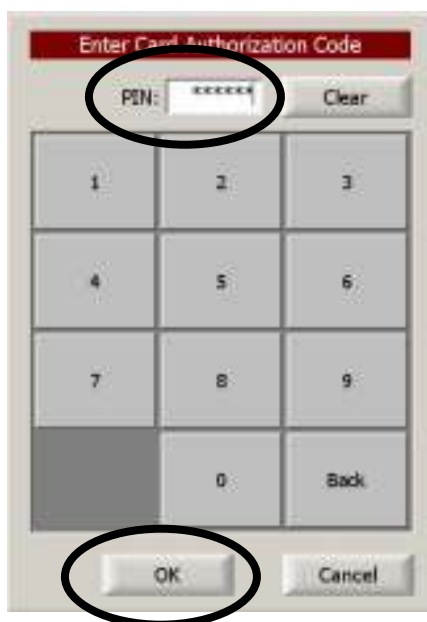 Enter Card Authorization Code
PIN: ****** Clear
1 2 3
4 5 6
7 8 9
0 Back
OK Cancel